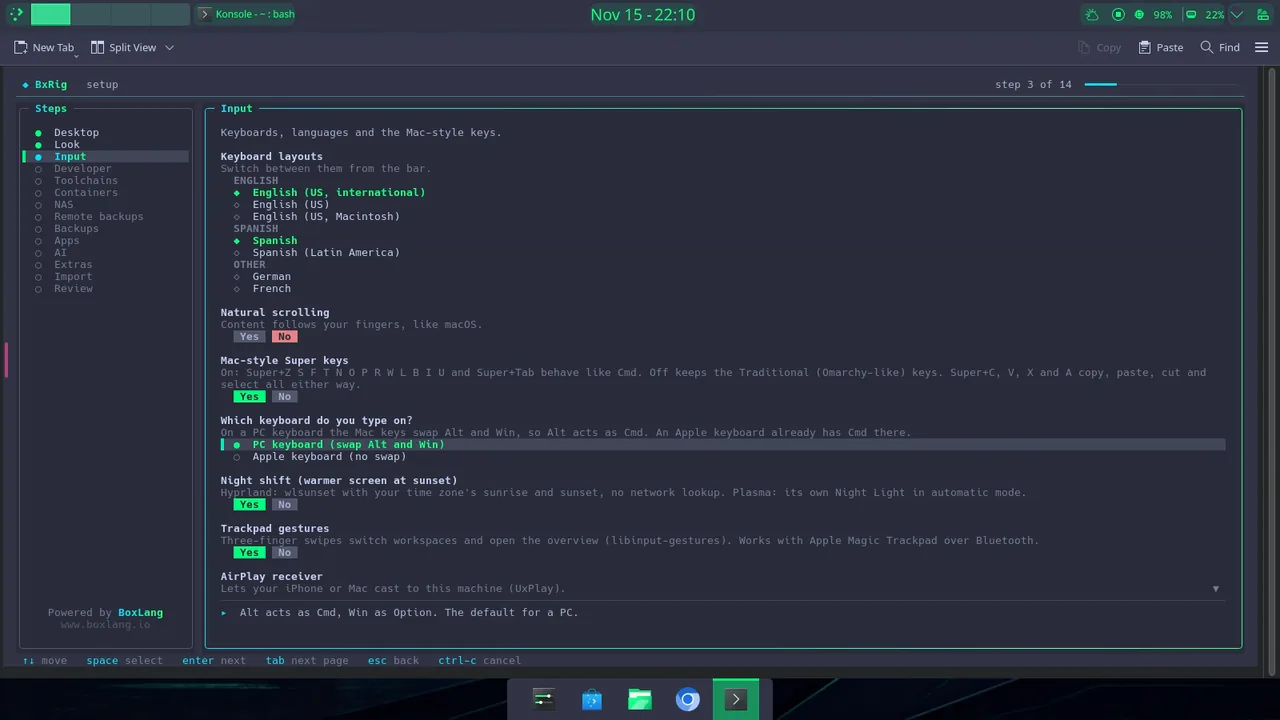 Konsole - ~ : bash
Nov 15 - 22:10
98%
22%
New Tab
Split View
Copy
Paste
Find
BxRig setup
step 3 of 14
Steps
Desktop
Look
Input
Developer
Toolchains
Containers
NAS
Remote backups
Backups
Apps
AI
Extras
Import
Review
Powered by BoxLang
www.boxlang.io
Input
Keyboards, languages and the Mac-style keys.
Keyboard layouts
Switch between them from the bar.
ENGLISH
English (US, international)
English (US)
English (US, Macintosh)
SPANISH
Spanish
Spanish (Latin America)
OTHER
German
French
Natural scrolling
Content follows your fingers, like macOS.
Yes No
Mac-style Super keys
On: Super+Z S F T N O P R W L B I U and Super+Tab behave like Cmd. Off keeps the Traditional (Omarchy-like) keys. Super+C, V, X and A copy, paste, cut and
select all either way.
Yes No
Which keyboard do you type on?
On a PC keyboard the Mac keys swap Alt and Win, so Alt acts as Cmd. An Apple keyboard already has Cmd there.
PC keyboard (swap Alt and Win)
Apple keyboard (no swap)
Night shift (warmer screen at sunset)
Hyprland: wlsunset with your time zone's sunrise and sunset, no network lookup. Plasma: its own Night Light in automatic mode.
Yes No
Trackpad gestures
Three-finger swipes switch workspaces and open the overview (libinput-gestures). Works with Apple Magic Trackpad over Bluetooth.
Yes No
AirPlay receiver
Lets your iPhone or Mac cast to this machine (UxPlay).
Alt acts as Cmd, Win as Option. The default for a PC.
↑↓ move space select enter next tab next page esc back ctrl-c cancel